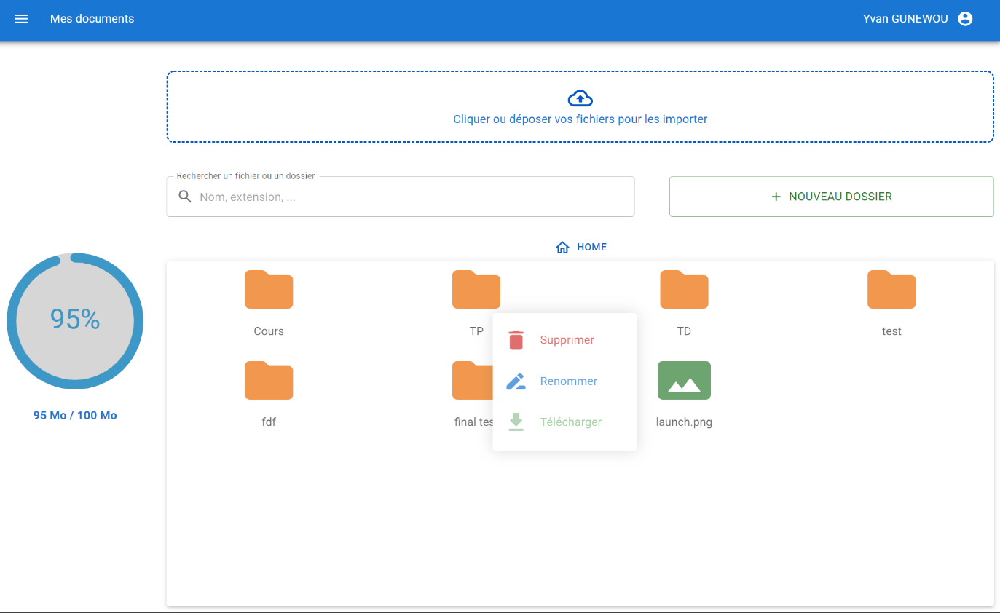 Mes documents
Yvan GUNEWOU
Cliquer ou déposer vos fichiers pour les importer
Rechercher un fichier ou un dossier
Nom, extension, ...
+ NOUVEAU DOSSIER
HOME
95%
95 Mo / 100 Mo
Cours
TP
TD
test
Supprimer
Renommer
Télécharger
fdf
final tes
launch.png